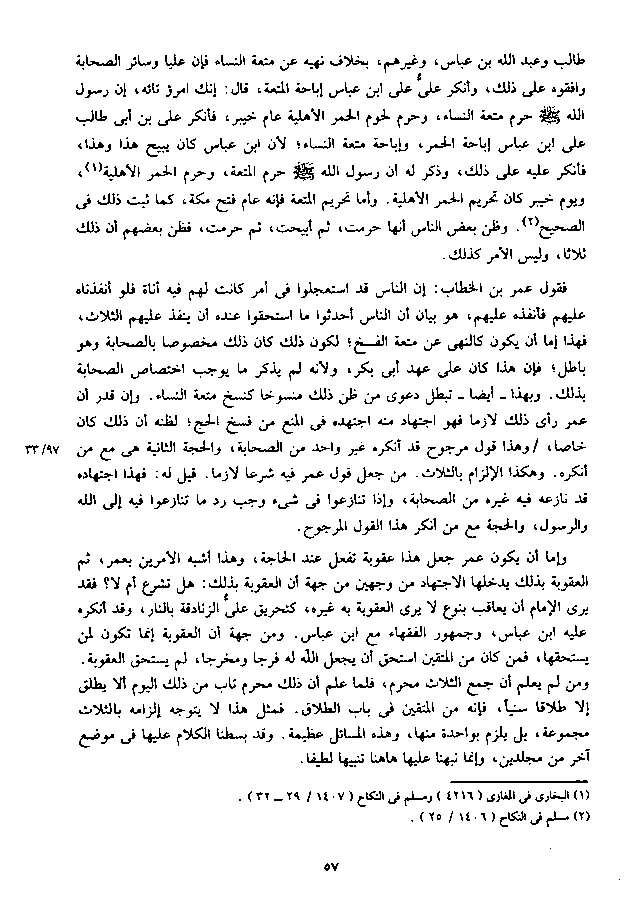 طالب وعبد الله بن عباس، وغيرهم، بخلاف نهيه عن متعة النساء فإن عليا وسائر الصحابة
وافقوه على ذلك، وأنكر علىٌّ على ابن عباس إباحة المتعة، قال: إنك امرؤ تائه، إن رسول
الله ﷺ حرم متعة النساء، وحرم لحوم الحمر الأهلية عام خيبر، فأنكر على بن أبى طالب
على ابن عباس إباحة الحمر، وإباحة متعة النساء؛ لأن ابن عباس كان يبيح هذا وهذا،
فأنكر عليه على ذلك، وذكر له أن رسول الله ﷺ حرم المتعة، وحرم الحمر الأهلية(١)،
ويوم خيبر كان تحريم الحمر الأهلية. وأما تحريم المتعة فإنه عام فتح مكة، كما ثبت ذلك فى
الصحيح(٢). وظن بعض الناس أنها حرمت، ثم أبيحت، ثم حرمت، فظن بعضهم أن ذلك
ثلاثا، وليس الأمر كذلك.
فقول عمر بن الخطاب: إن الناس قد استعجلوا فى أمر كانت لهم فيه أناة فلو أنفذناه
عليهم فأنفذه عليهم، هو بيان أن الناس أحدثوا ما استحقوا عنده أن ينفذ عليهم الثلاث،
فهذا إما أن يكون كالنهى عن متعة الفسخ؛ لكون ذلك كان ذلك مخصوصا بالصحابة وهو
باطل؛ فإن هذا كان على عهد أبى بكر، ولأنه لم يذكر ما يوجب اختصاص الصحابة
بذلك. وبهذا ـ أيضا ـ تبطل دعوى من ظن ذلك منسوخا كنسخ متعة النساء. وإن قدر أن
عمر رأى ذلك لازما فهو اجتهاد منه اجتهده فى المنع من فسخ الحج؛ لظنه أن ذلك كان
خاصا، /وهذا قول مرجوح قد أنكره غير واحد من الصحابة، والحجة الثانية هى مع من ٣٣/٩٧
أنكره. وهكذا الإلزام بالثلاث. من جعل قول عمر فيه شرعا لازما. قيل له: فهذا اجتهاده
قد نازعه فيه غيره من الصحابة، وإذا تنازعوا فى شىء وجب رد ما تنازعوا فيه إلى الله
والرسول، والحجة مع من أنكر هذا القول المرجوح.
وإما أن يكون عمر جعل هذا عقوبة تفعل عند الحاجة، وهذا أشبه الأمرين بعمر، ثم
العقوبة بذلك يدخلها الاجتهاد من وجهين من جهة أن العقوبة بذلك: هل تشرع أم لا؟ فقد
يرى الإمام أن يعاقب بنوع لا يرى العقوبة به غيره، كتحريق علىٍّ الزنادقة بالنار، وقد أنكره
عليه ابن عباس، وجمهور الفقهاء مع ابن عباس. ومن جهة أن العقوبة إنما تكون لمن
يستحقها، فمن كان من المتقين استحق أن يجعل الله له فرجا ومخرجا، لم يستحق العقوبة.
ومن لم يعلم أن جمع الثلاث محرم، فلما علم أن ذلك محرم تاب من ذلك اليوم ألا يطلق
إلا طلاقا سنياً، فإنه من المتقين فى باب الطلاق. فمثل هذا لا يتوجه إلزامه بالثلاث
مجموعة، بل يلزم بواحدة منها، وهذه المسائل عظيمة. وقد بسطنا الكلام عليها فى موضع
آخر من مجلدين، وإنما نبهنا عليها هاهنا تنبيها لطيفا.
(١) البخارى فى المغازى (٤٢١٦) ومسلم فى النكاح (١٤٠٧ / ٢٩ ـ ٣٢).
(٢) مسلم فى النكاح (١٤٠٦ / ٢٥).
٥٧